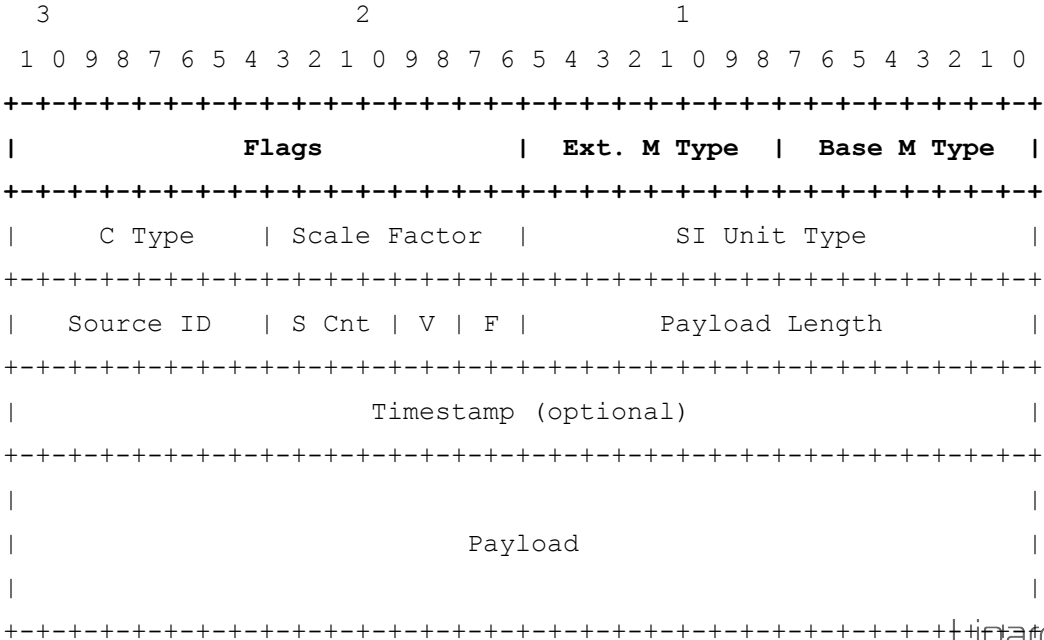 3 2 1
1 0 9 8 7 6 5 4 3 2 1 0 9 8 7 6 5 4 3 2 1 0 9 8 7 6 5 4 3 2 1 0
+-+-+-+-+-+-+-+-+-+-+-+-+-+-+-+-+-+-+-+-+-+-+-+-+-+-+-+-+-+-+-+-+
| Flags | Ext. M Type | Base M Type |
+-+-+-+-+-+-+-+-+-+-+-+-+-+-+-+-+-+-+-+-+-+-+-+-+-+-+-+-+-+-+-+-+
| C Type | Scale Factor | SI Unit Type |
+-+-+-+-+-+-+-+-+-+-+-+-+-+-+-+-+-+-+-+-+-+-+-+-+-+-+-+-+-+-+-+-+
| Source ID | S Cnt | V | F | Payload Length |
+-+-+-+-+-+-+-+-+-+-+-+-+-+-+-+-+-+-+-+-+-+-+-+-+-+-+-+-+-+-+-+-+
| Timestamp (optional) |
+-+-+-+-+-+-+-+-+-+-+-+-+-+-+-+-+-+-+-+-+-+-+-+-+-+-+-+-+-+-+-+-+
| |
| Payload |
| |
+-+-+-+-+-+-+-+-+-+-+-+-+-+-+-+-+-+-+-+-+-+-+-+-+-+-+-+-+-+-+